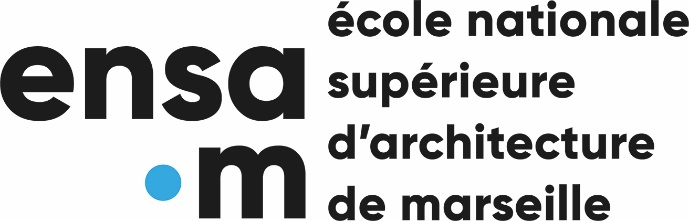 ensa
•m
école nationale
supérieure
d’architecture
de marseille